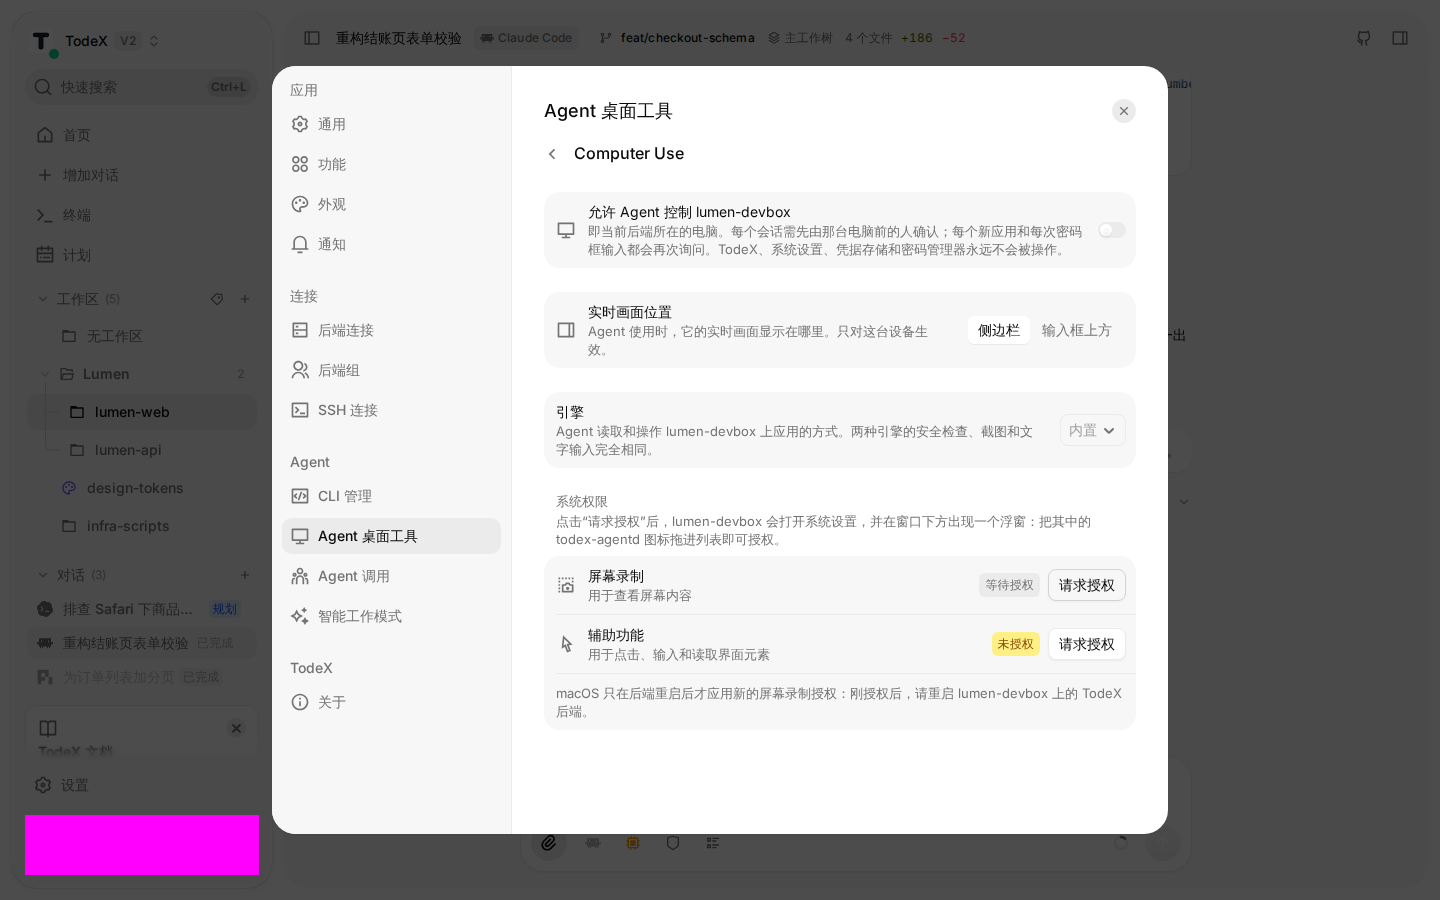 TodeX V2
快速搜索 Ctrl+L
首页
增加对话
终端
计划
工作区 (5)
无工作区
Lumen 2
lumen-web
lumen-api
design-tokens
infra-scripts
对话 (3)
排查 Safari 下商品... 规划
重构结账页表单校验 已完成
为订单列表加分页 已完成
TodeX 文档
设置
重构结账页表单校验 Claude Code feat/checkout-schema 主工作树 4 个文件 +186 −52
应用
通用
功能
外观
通知
连接
后端连接
后端组
SSH 连接
Agent
CLI 管理
Agent 桌面工具
Agent 调用
智能工作模式
TodeX
关于
Agent 桌面工具
Computer Use
允许 Agent 控制 lumen-devbox
即当前后端所在的电脑。每个会话需先由那台电脑前的人确认；每个新应用和每次密码
框输入都会再次询问。TodeX、系统设置、凭据存储和密码管理器永远不会被操作。
实时画面位置
Agent 使用时，它的实时画面显示在哪里。只对这台设备生
效。
侧边栏 输入框上方
引擎
Agent 读取和操作 lumen-devbox 上应用的方式。两种引擎的安全检查、截图和文
字输入完全相同。
内置
系统权限
点击“请求授权”后，lumen-devbox 会打开系统设置，并在窗口下方出现一个浮窗：把其中的
todex-agentd 图标拖进列表即可授权。
屏幕录制
用于查看屏幕内容
等待授权 请求授权
辅助功能
用于点击、输入和读取界面元素
未授权 请求授权
macOS 只在后端重启后才应用新的屏幕录制授权：刚授权后，请重启 lumen-devbox 上的 TodeX
后端。